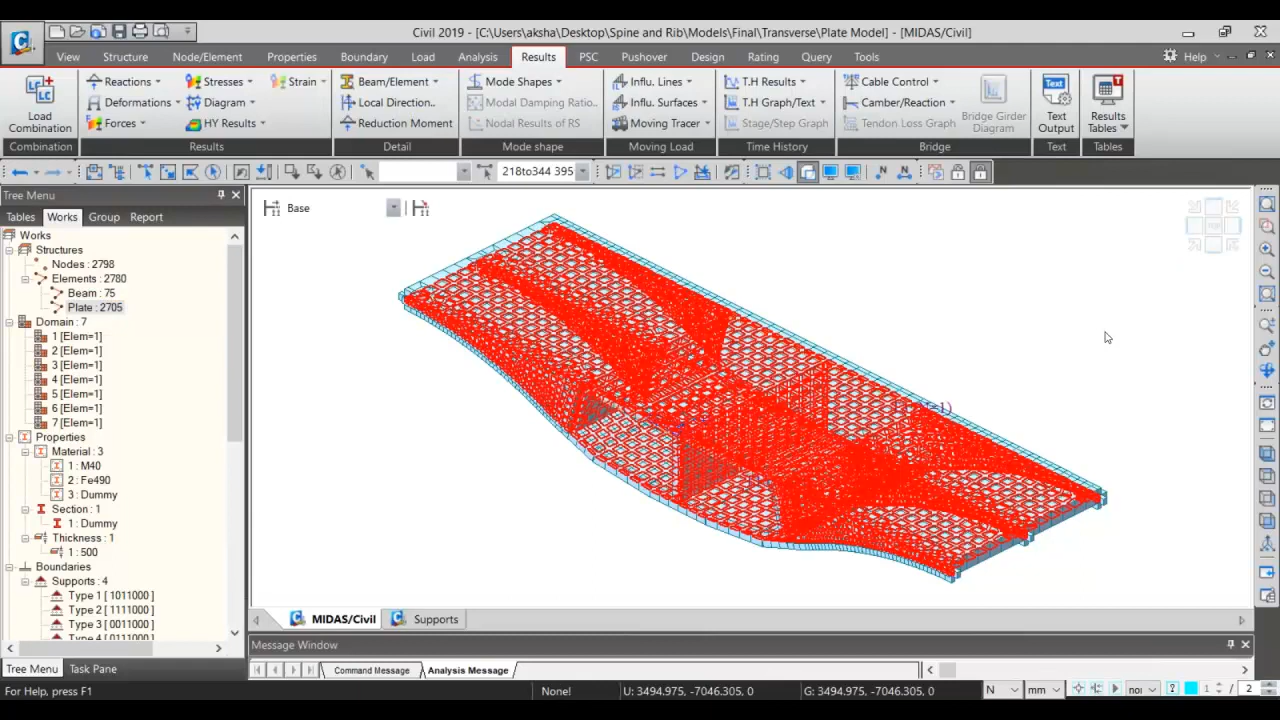 Civil 2019 - [C:\Users\aksha\Desktop\Spine and Rib\Models\Final\Transverse\Plate Model] - [MIDAS/Civil]
View Structure Node/Element Properties Boundary Load Analysis Results PSC Pushover Design Rating Query Tools Help
Load Combination
Reactions
Deformations
Forces
Stresses
Diagram
HY Results
Strain
Beam/Element
Local Direction..
Reduction Moment
Mode Shapes
Modal Damping Ratio..
Nodal Results of RS
Influ. Lines
Influ. Surfaces
Moving Tracer
T.H Results
T.H Graph/Text
Stage/Step Graph
Cable Control
Camber/Reaction
Tendon Loss Graph
Bridge Girder Diagram
Text Output
Results Tables
Combination Results Detail Mode shape Moving Load Time History Bridge Text Tables
218to344 395
Tree Menu
Tables Works Group Report
Works
Structures
Nodes : 2798
Elements : 2780
Beam : 75
Plate : 2705
Domain : 7
1 [Elem=1]
2 [Elem=1]
3 [Elem=1]
4 [Elem=1]
5 [Elem=1]
6 [Elem=1]
7 [Elem=1]
Properties
Material : 3
1 : M40
2 : Fe490
3 : Dummy
Section : 1
1 : Dummy
Thickness : 1
1 : 500
Boundaries
Supports : 4
Type 1 [ 1011000 ]
Type 2 [ 1111000 ]
Type 3 [ 0011000 ]
Type 4 [ 0111000 ]
Tree Menu Task Pane
Base
=1)
MIDAS/Civil Supports
Message Window
Command Message Analysis Message
For Help, press F1
None!
U: 3494.975, -7046.305, 0
G: 3494.975, -7046.305, 0
N mm
1 / 2